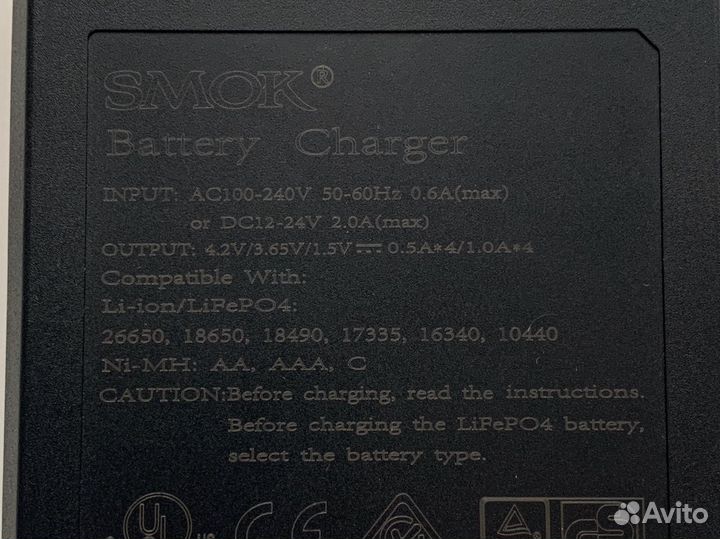 SMOK®
Battery Charger
INPUT: AC100-240V 50-60Hz 0.6A(max)
or DC12-24V 2.0A(max)
OUTPUT: 4.2V/3.65V/1.5V⎓0.5A*4/1.0A*4
Compatible With:
Li-ion/LiFePO4:
26650, 18650, 18490, 17335, 16340, 10440
Ni-MH: AA, AAA, C
CAUTION:Before charging, read the instructions.
Before charging the LiFePO4 battery,
select the battery type.
c UL us CE
Avito